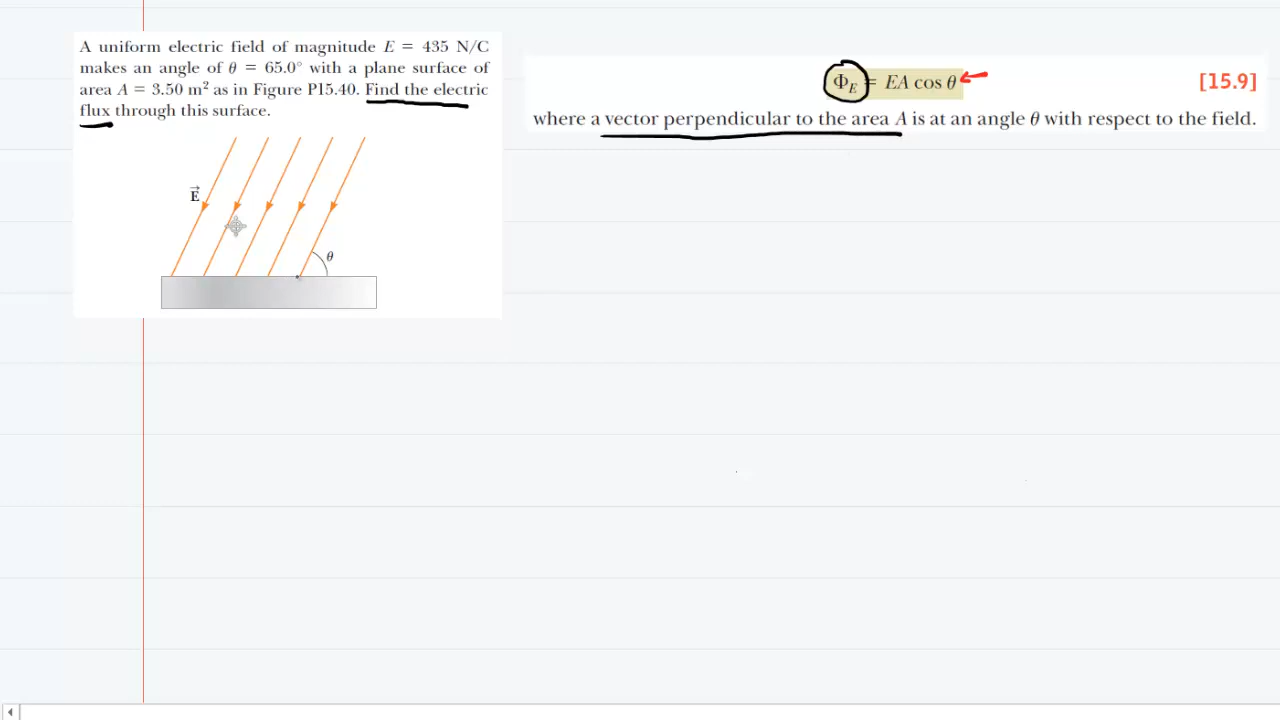 A uniform electric field of magnitude E = 435 N/C
makes an angle of θ = 65.0° with a plane surface of
area A = 3.50 m² as in Figure P15.40. Find the electric
flux through this surface.
E⃗
θ
Φ_E = EA cos θ [15.9]
where a vector perpendicular to the area A is at an angle θ with respect to the field.